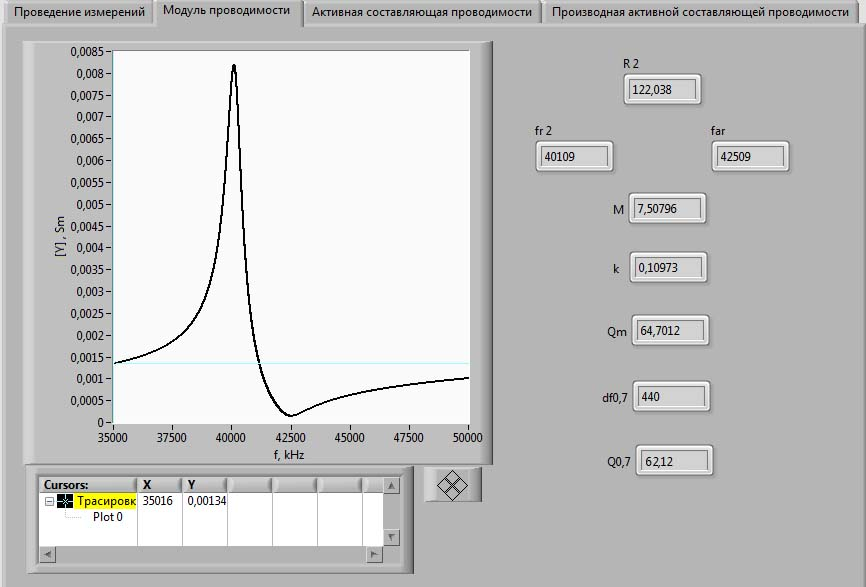 Проведение измерений Модуль проводимости Активная составляющая проводимости Производная активной составляющей проводимости
0,0085
0,008
0,0075
0,007
0,0065
0,006
0,0055
0,005
0,0045
0,004
0,0035
0,003
0,0025
0,002
0,0015
0,001
0,0005
0
[Y], Sm
35000 37500 40000 42500 45000 47500 50000
f, kHz
R 2
122,038
fr 2 far
40109 42509
M 7,50796
k 0,10973
Qm 64,7012
df0,7 440
Q0,7 62,12
Cursors: X Y
Трасировк 35016 0,00134
Plot 0